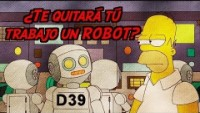 ¿TE QUITARÁ TÚ
TRABAJO UN ROBOT?
D39